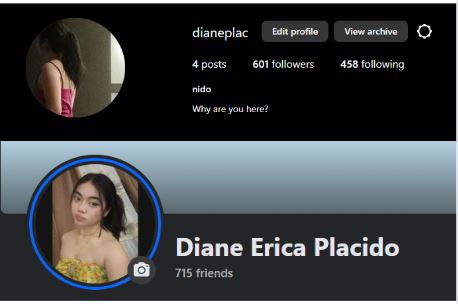 dianeplac Edit profile View archive
4 posts 601 followers 458 following
nido
Why are you here?
Diane Erica Placido
715 friends